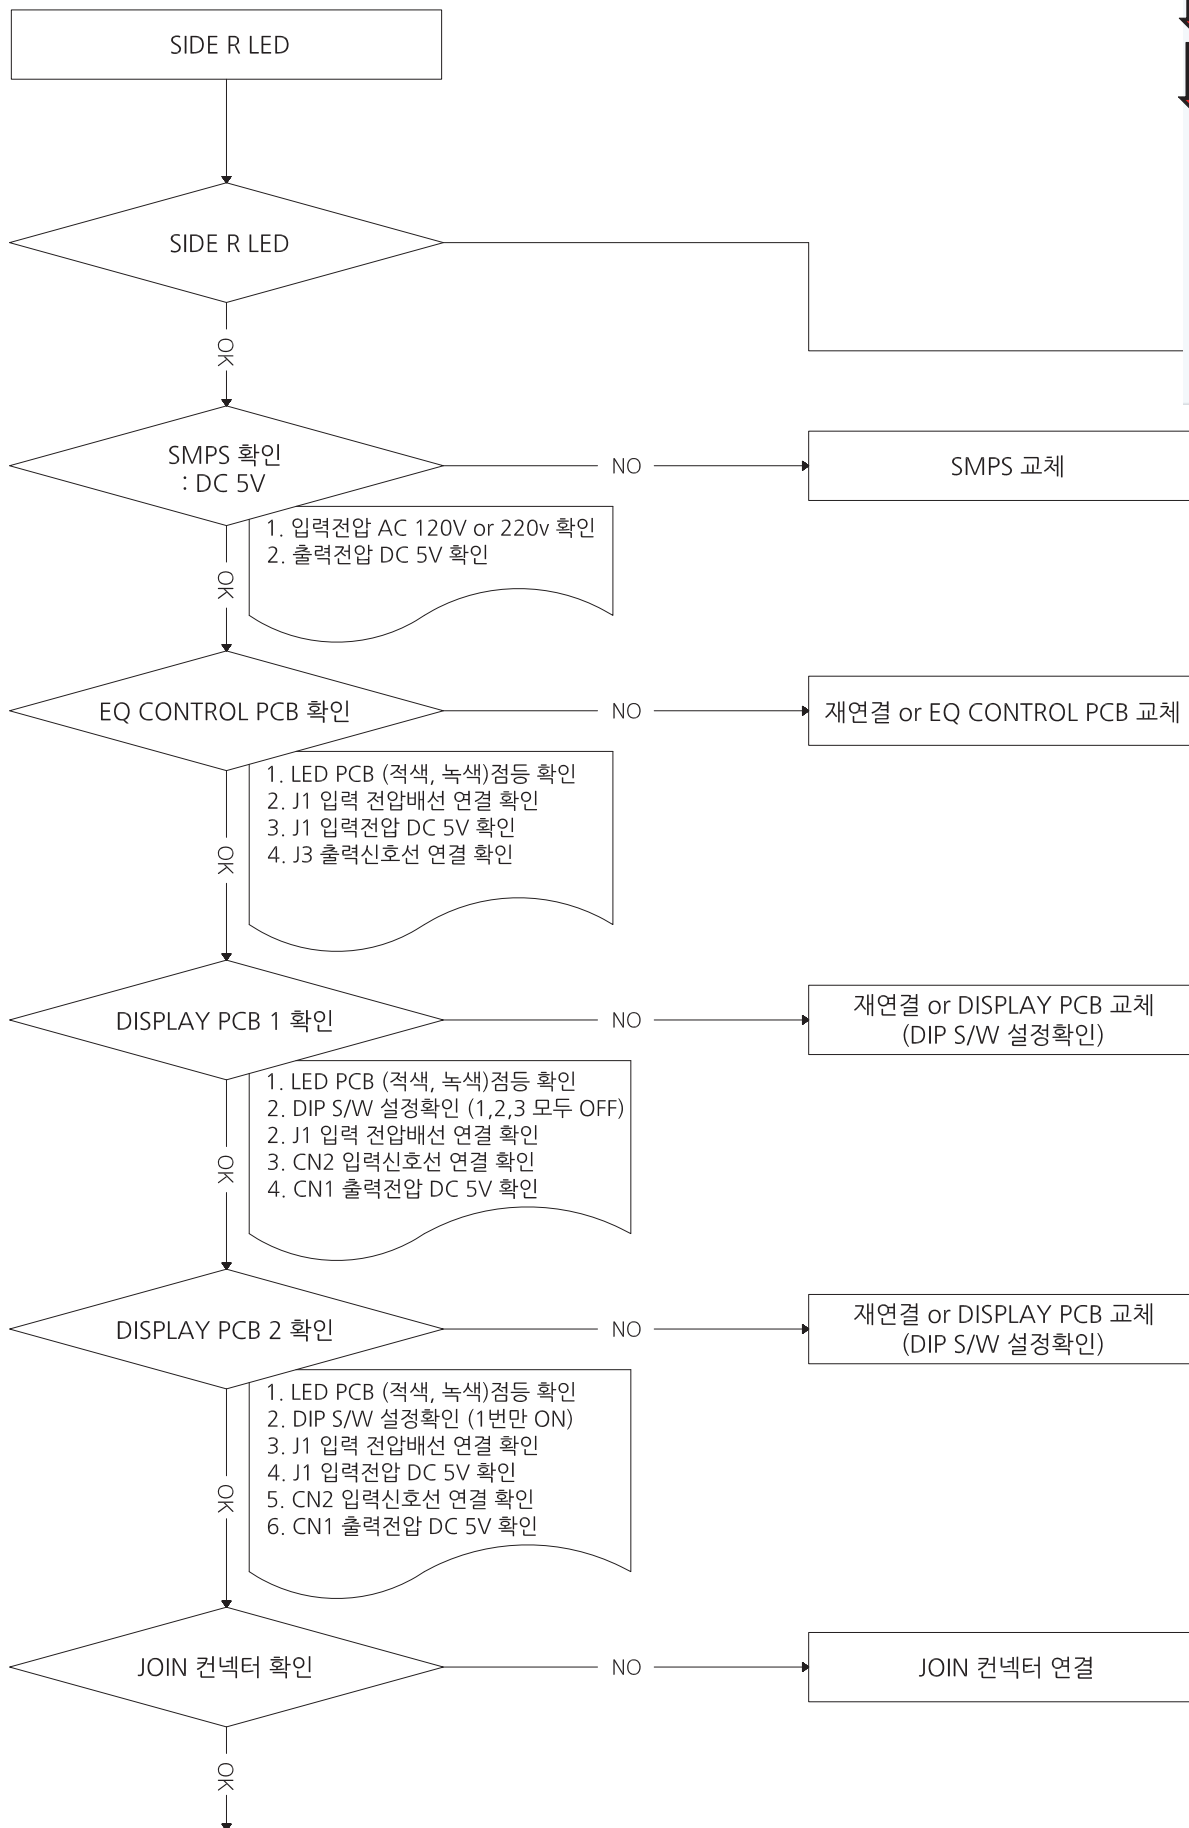 SIDE R LED
SIDE R LED
OK
SMPS 확인
: DC 5V
NO
SMPS 교체
1. 입력전압 AC 120V or 220v 확인
2. 출력전압 DC 5V 확인
OK
EQ CONTROL PCB 확인
NO
재연결 or EQ CONTROL PCB 교체
1. LED PCB (적색, 녹색)점등 확인
2. J1 입력 전압배선 연결 확인
3. J1 입력전압 DC 5V 확인
4. J3 출력신호선 연결 확인
OK
DISPLAY PCB 1 확인
NO
재연결 or DISPLAY PCB 교체
(DIP S/W 설정확인)
1. LED PCB (적색, 녹색)점등 확인
2. DIP S/W 설정확인 (1,2,3 모두 OFF)
2. J1 입력 전압배선 연결 확인
3. CN2 입력신호선 연결 확인
4. CN1 출력전압 DC 5V 확인
OK
DISPLAY PCB 2 확인
NO
재연결 or DISPLAY PCB 교체
(DIP S/W 설정확인)
1. LED PCB (적색, 녹색)점등 확인
2. DIP S/W 설정확인 (1번만 ON)
3. J1 입력 전압배선 연결 확인
4. J1 입력전압 DC 5V 확인
5. CN2 입력신호선 연결 확인
6. CN1 출력전압 DC 5V 확인
OK
JOIN 컨넥터 확인
NO
JOIN 컨넥터 연결
OK